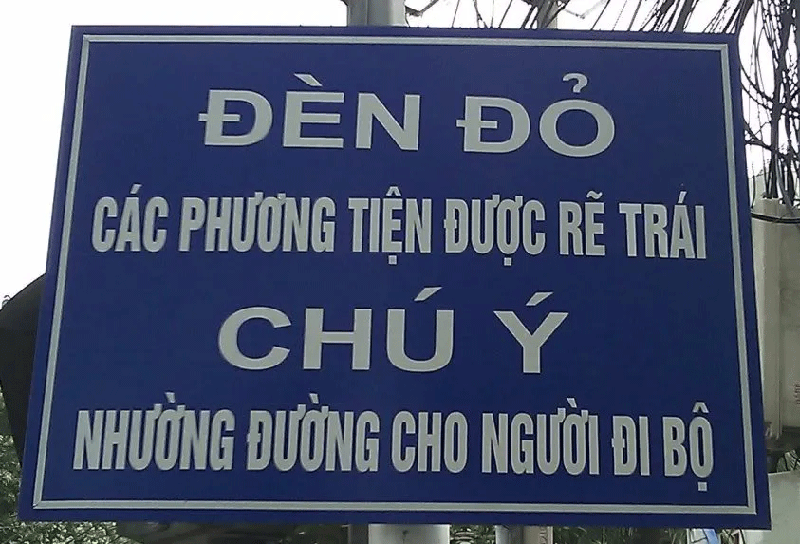 ĐÈN ĐỎ
CÁC PHƯƠNG TIỆN ĐƯỢC RẼ TRÁI
CHÚ Ý
NHƯỜNG ĐƯỜNG CHO NGƯỜI ĐI BỘ